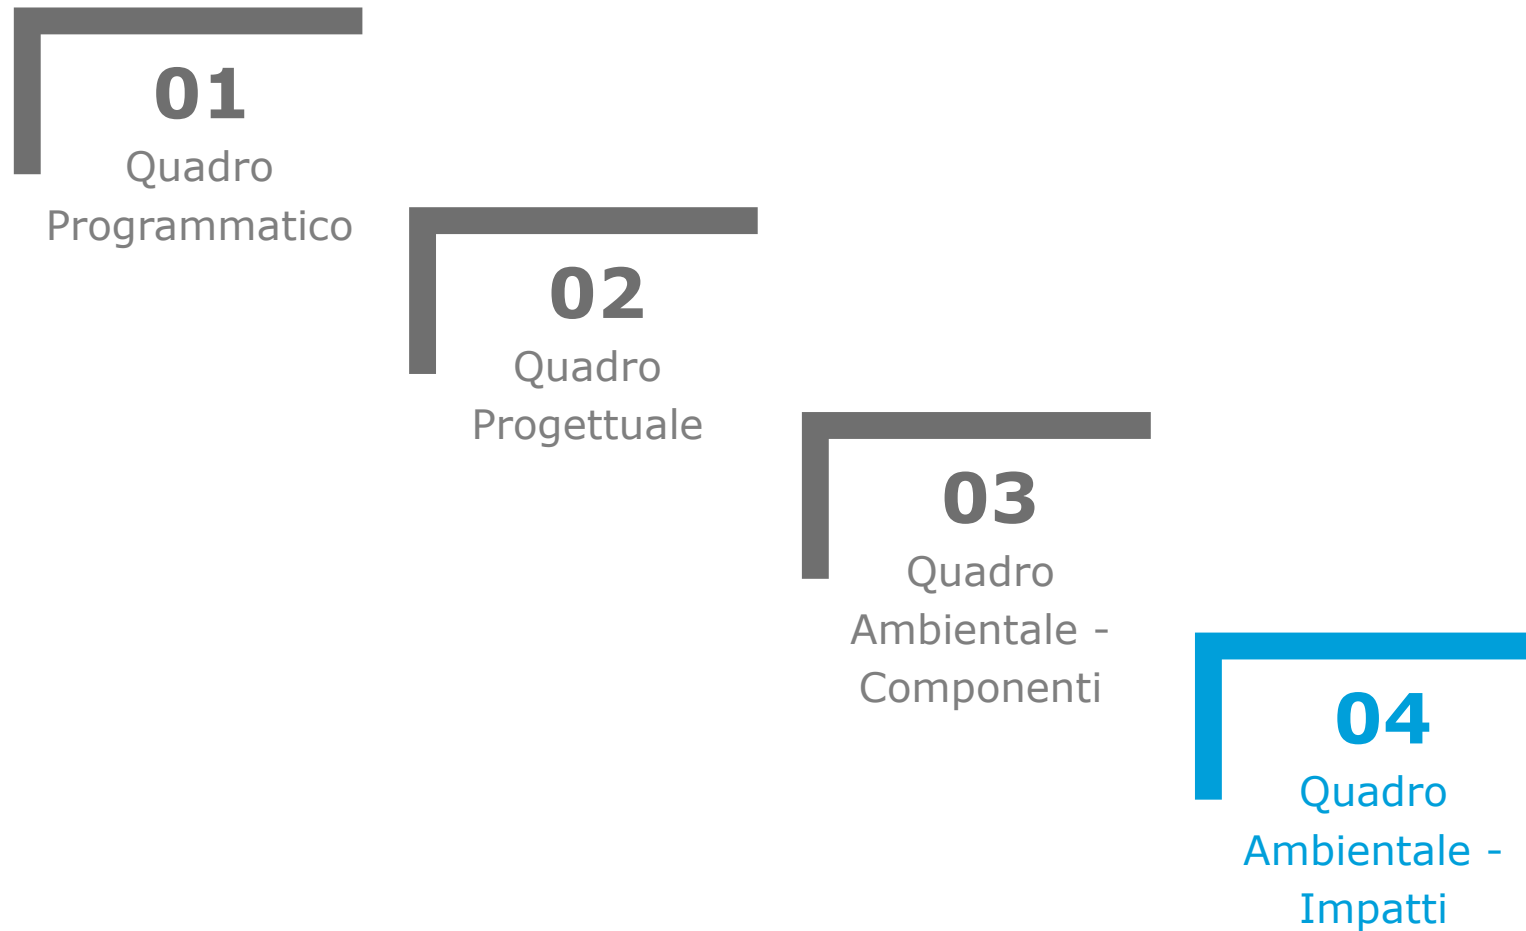 01
Quadro
Programmatico
02
Quadro
Progettuale
03
Quadro
Ambientale -
Componenti
04
Quadro
Ambientale -
Impatti